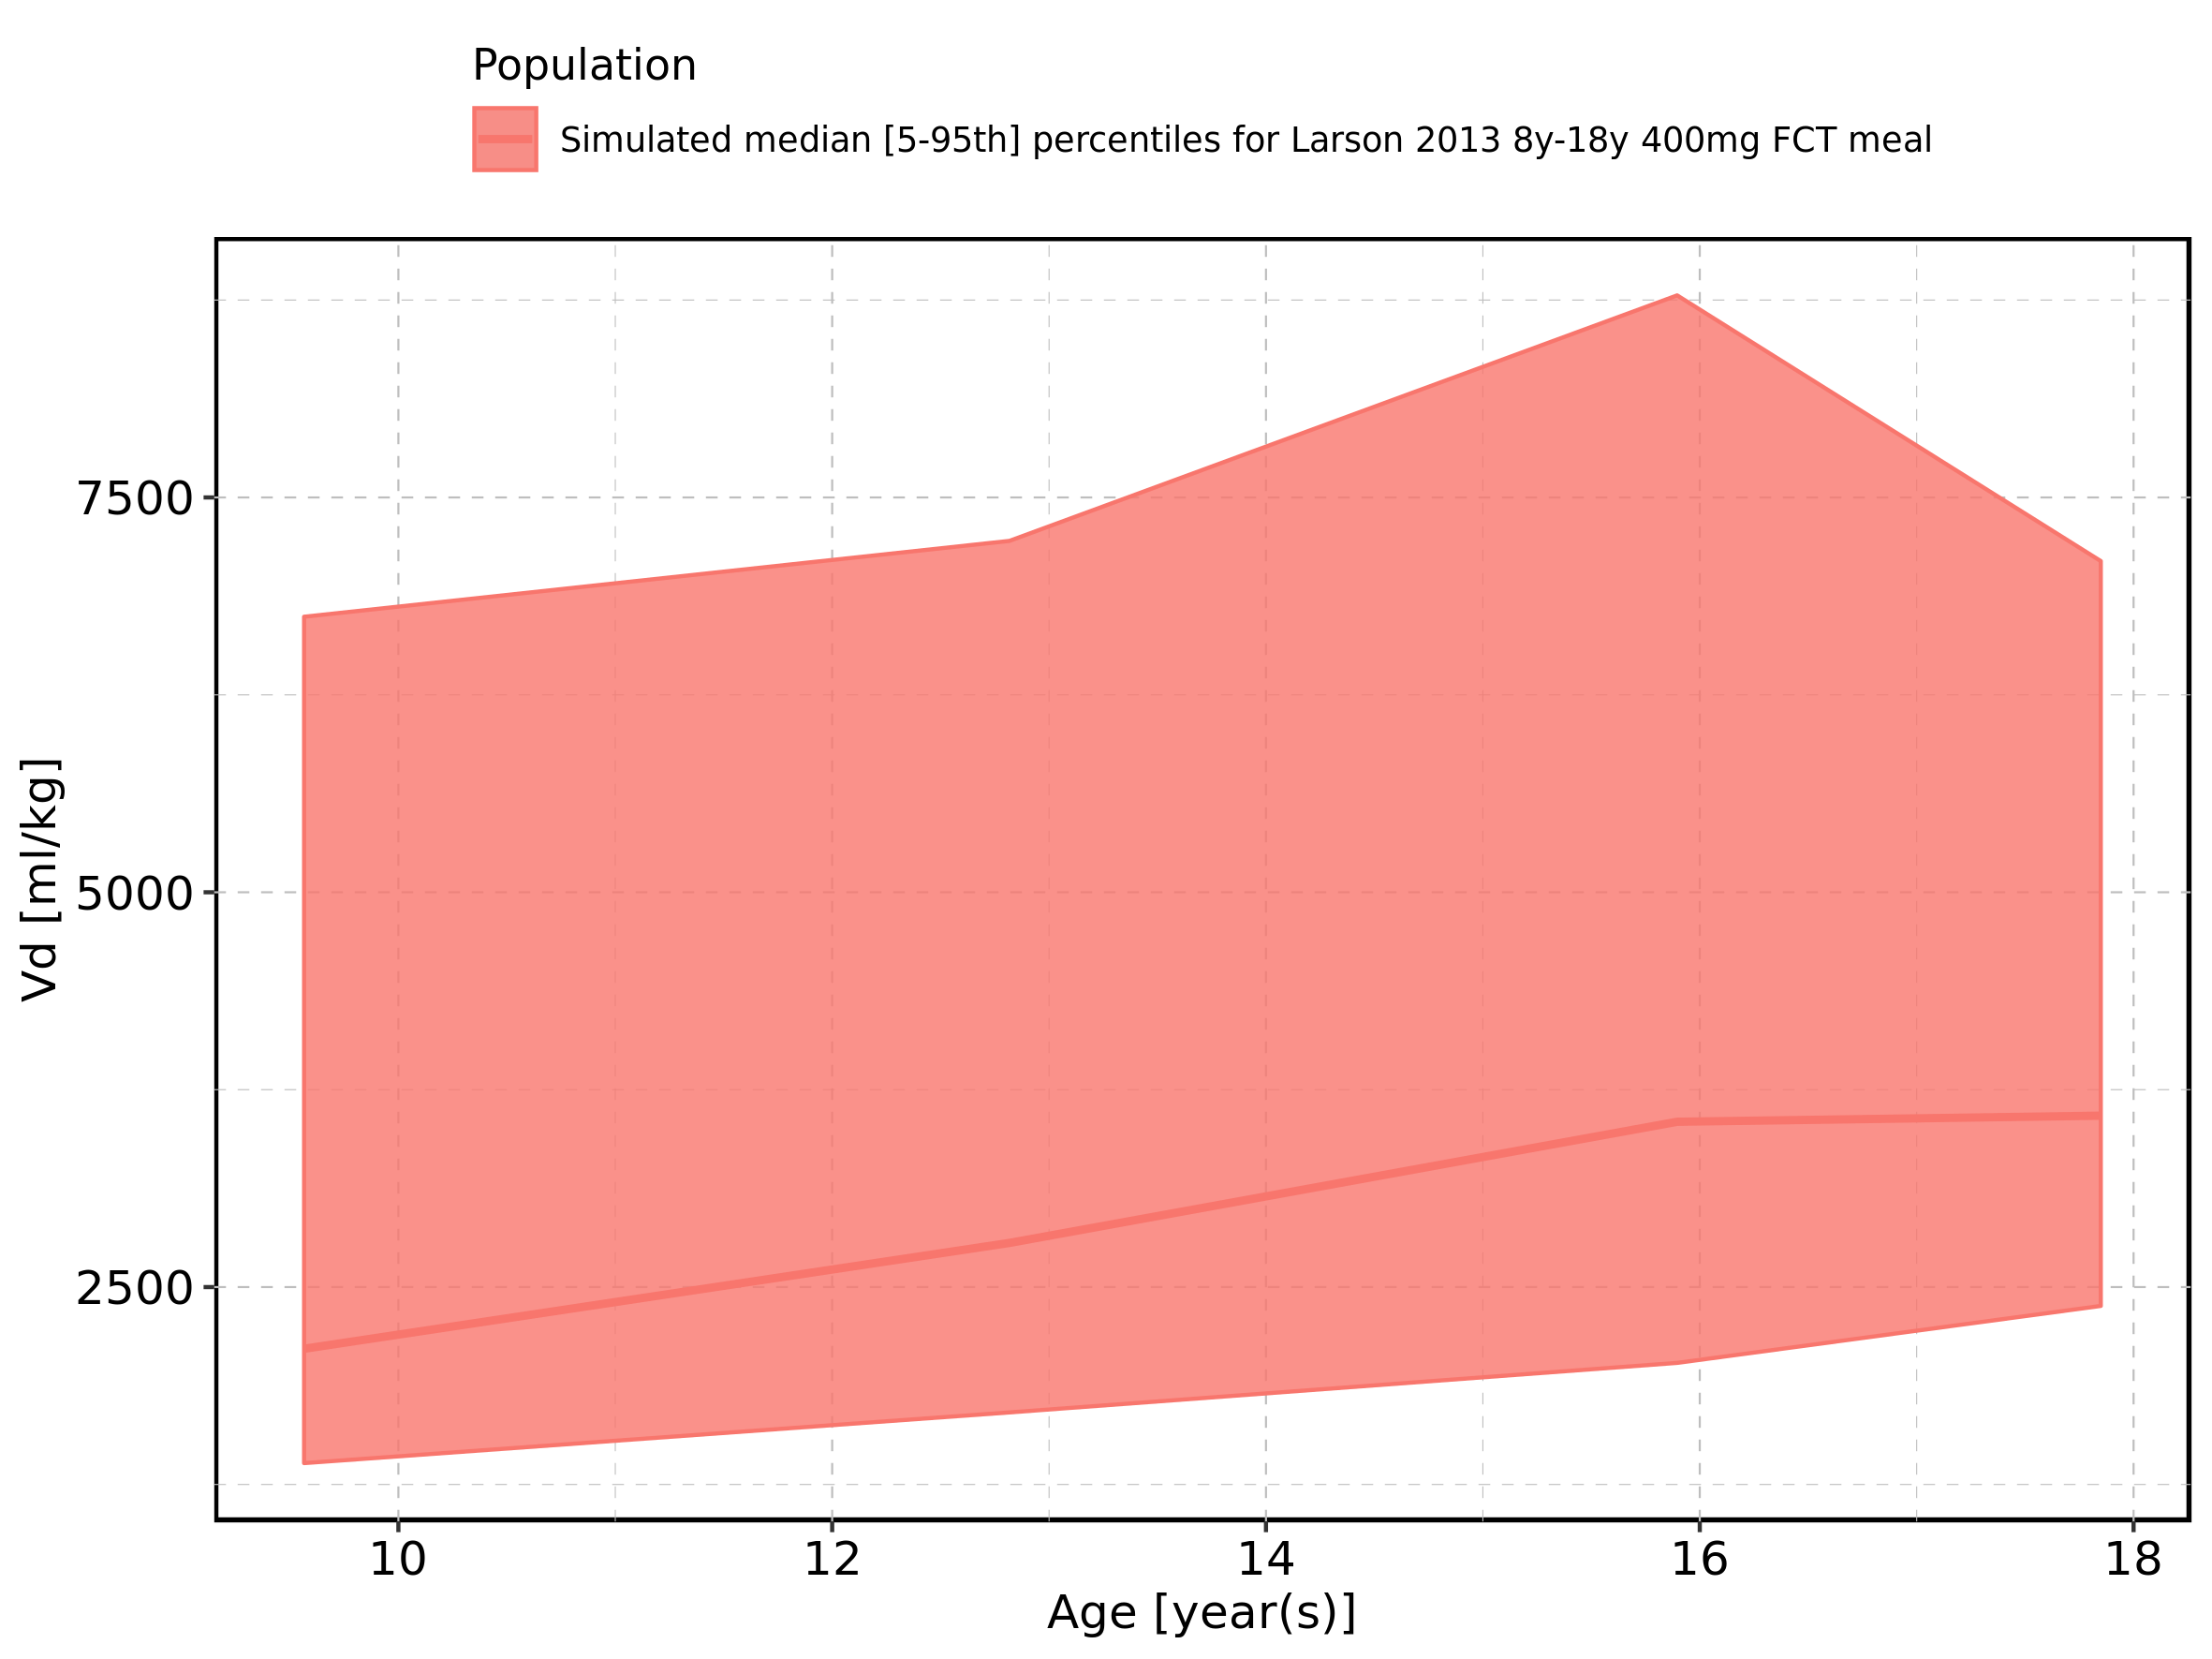 Population
Simulated median [5-95th] percentiles for Larson 2013 8y-18y 400mg FCT meal
7500
5000
2500
Vd [ml/kg]
10 12 14 16 18
Age [year(s)]